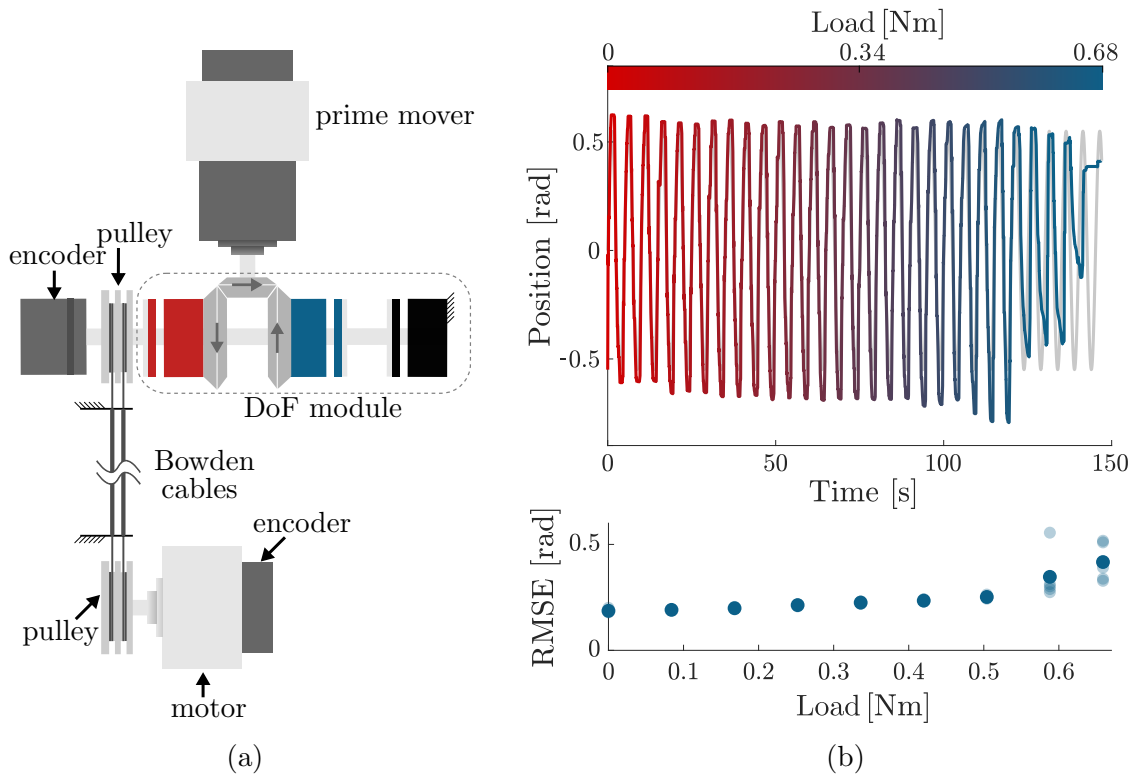 prime mover
pulley
encoder
DoF module
Bowden
cables
encoder
pulley
motor
(a)
Load [Nm]
0 0.34 0.68
Position [rad]
0.5
0
-0.5
0 50 100 150
Time [s]
RMSE [rad]
0.5
0
0 0.1 0.2 0.3 0.4 0.5 0.6
Load [Nm]
(b)